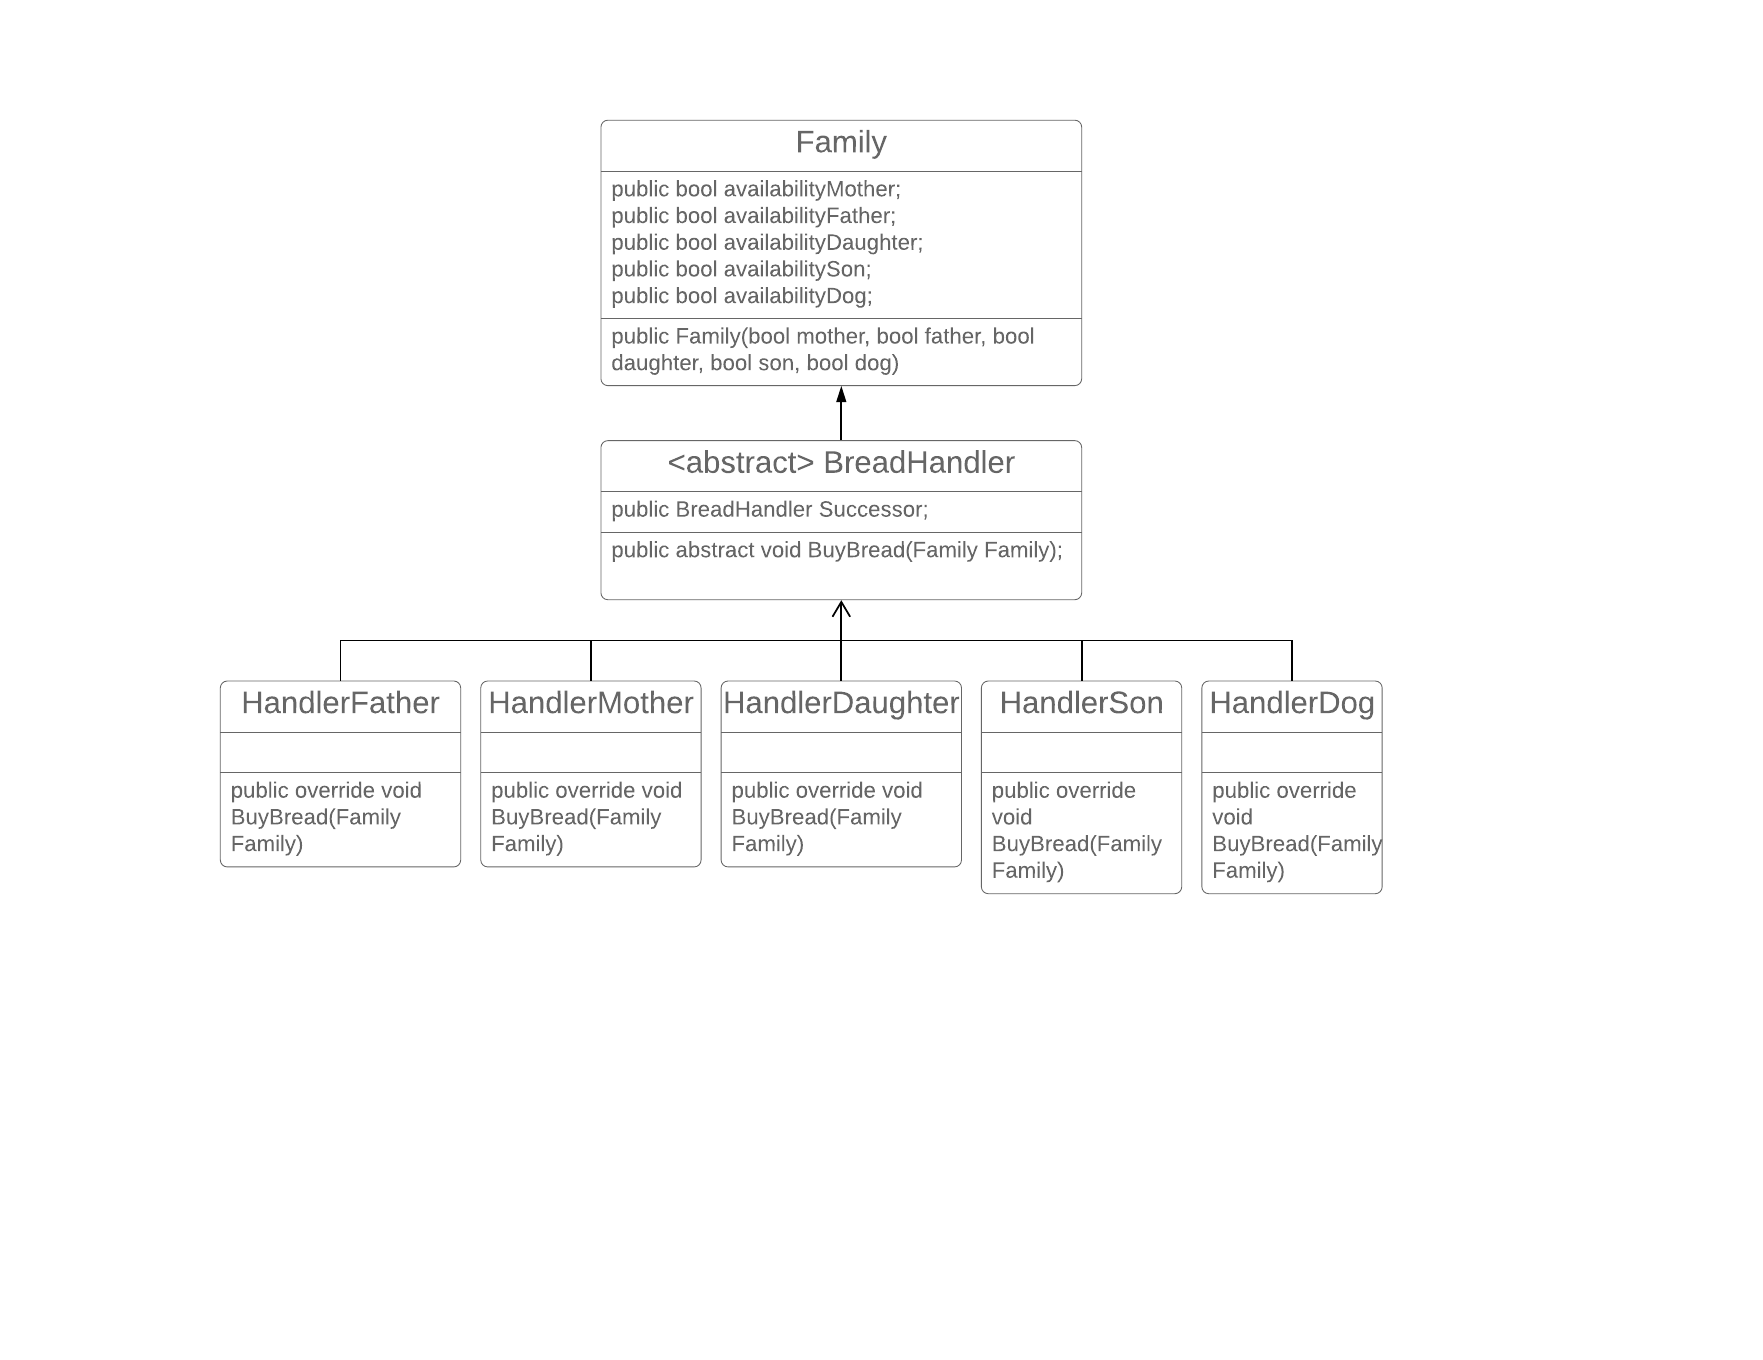 Family
public bool availabilityMother;
public bool availabilityFather;
public bool availabilityDaughter;
public bool availabilitySon;
public bool availabilityDog;
public Family(bool mother, bool father, bool
daughter, bool son, bool dog)
<abstract> BreadHandler
public BreadHandler Successor;
public abstract void BuyBread(Family Family);
HandlerFather
public override void
BuyBread(Family
Family)
HandlerMother
public override void
BuyBread(Family
Family)
HandlerDaughter
public override void
BuyBread(Family
Family)
HandlerSon
public override
void
BuyBread(Family
Family)
HandlerDog
public override
void
BuyBread(Family
Family)